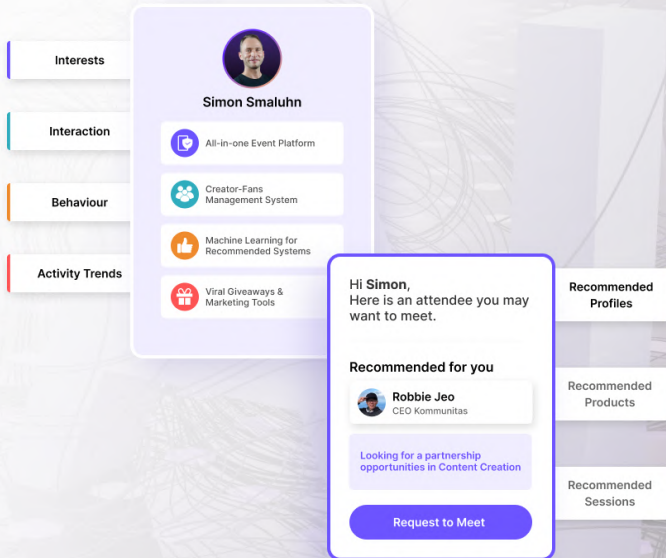 Interests
Interaction
Behaviour
Activity Trends
Simon Smaluhn
All-in-one Event Platform
Creator-Fans
Management System
Machine Learning for
Recommended Systems
Viral Giveaways &
Marketing Tools
Hi Simon,
Here is an attendee you may
want to meet.
Recommended for you
Robbie Jeo
CEO Kommunitas
Looking for a partnership
opportunities in Content Creation
Request to Meet
Recommended
Profiles
Recommended
Products
Recommended
Sessions